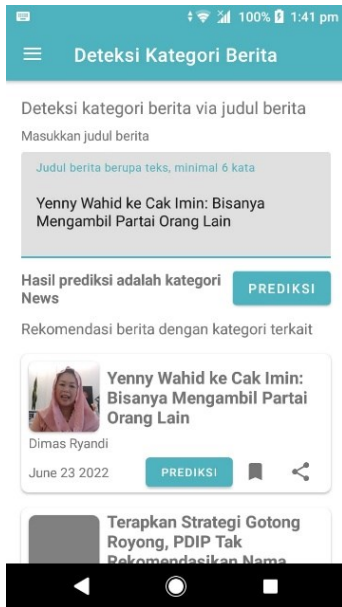 100% 1:41 pm
Deteksi Kategori Berita
Deteksi kategori berita via judul berita
Masukkan judul berita
Judul berita berupa teks, minimal 6 kata
Yenny Wahid ke Cak Imin: Bisanya
Mengambil Partai Orang Lain
Hasil prediksi adalah kategori
News
PREDIKSI
Rekomendasi berita dengan kategori terkait
Yenny Wahid ke Cak Imin:
Bisanya Mengambil Partai
Orang Lain
Dimas Ryandi
June 23 2022
PREDIKSI
Terapkan Strategi Gotong
Royong, PDIP Tak
Rekomendasikan Nama